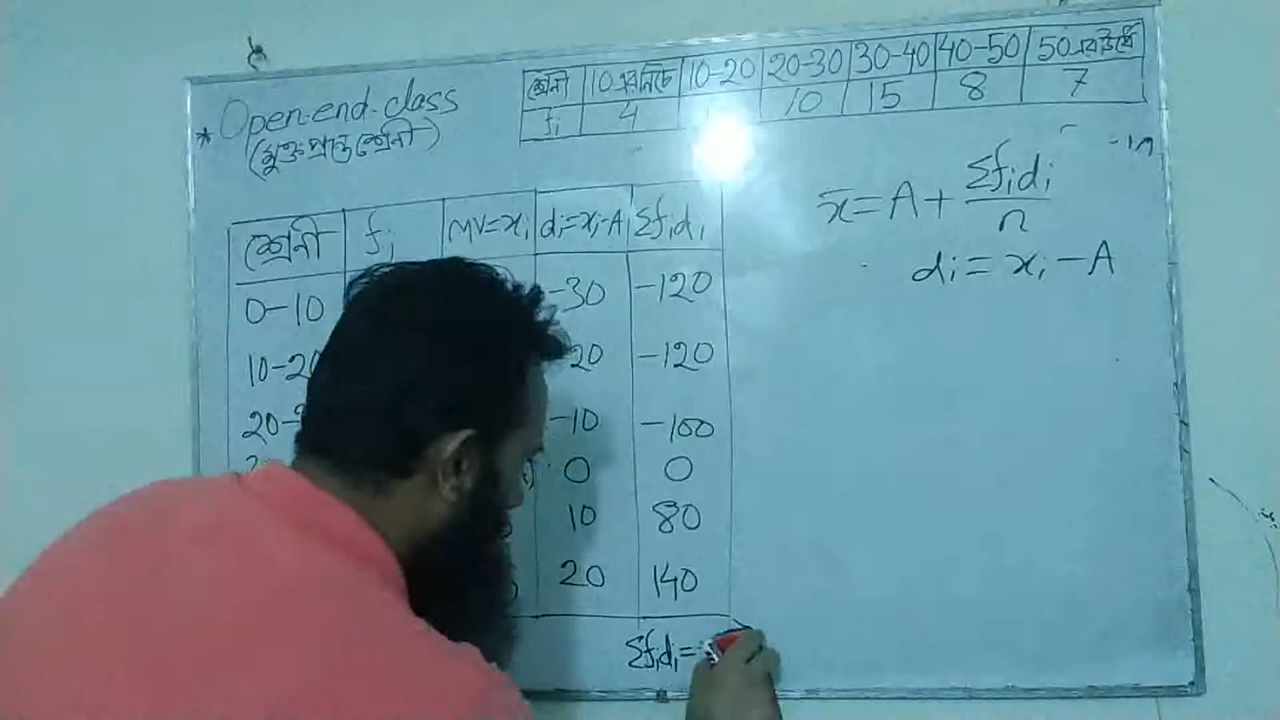 * Open-end-class
(মুক্ত প্রান্ত শ্রেনী)
শ্রেনী 10 এর নিচে 10-20 20-30 30-40 40-50 50 এর উর্ধ্বে
fi 4 10 15 8 7
x̄ = A + Σfidi/n
di = xi - A
শ্রেনী fi MV=xi di=xi-A Σfidi
0-10 -30 -120
10-20 -20 -120
20- -10 -100
0 0
10 80
20 140
Σfidi=